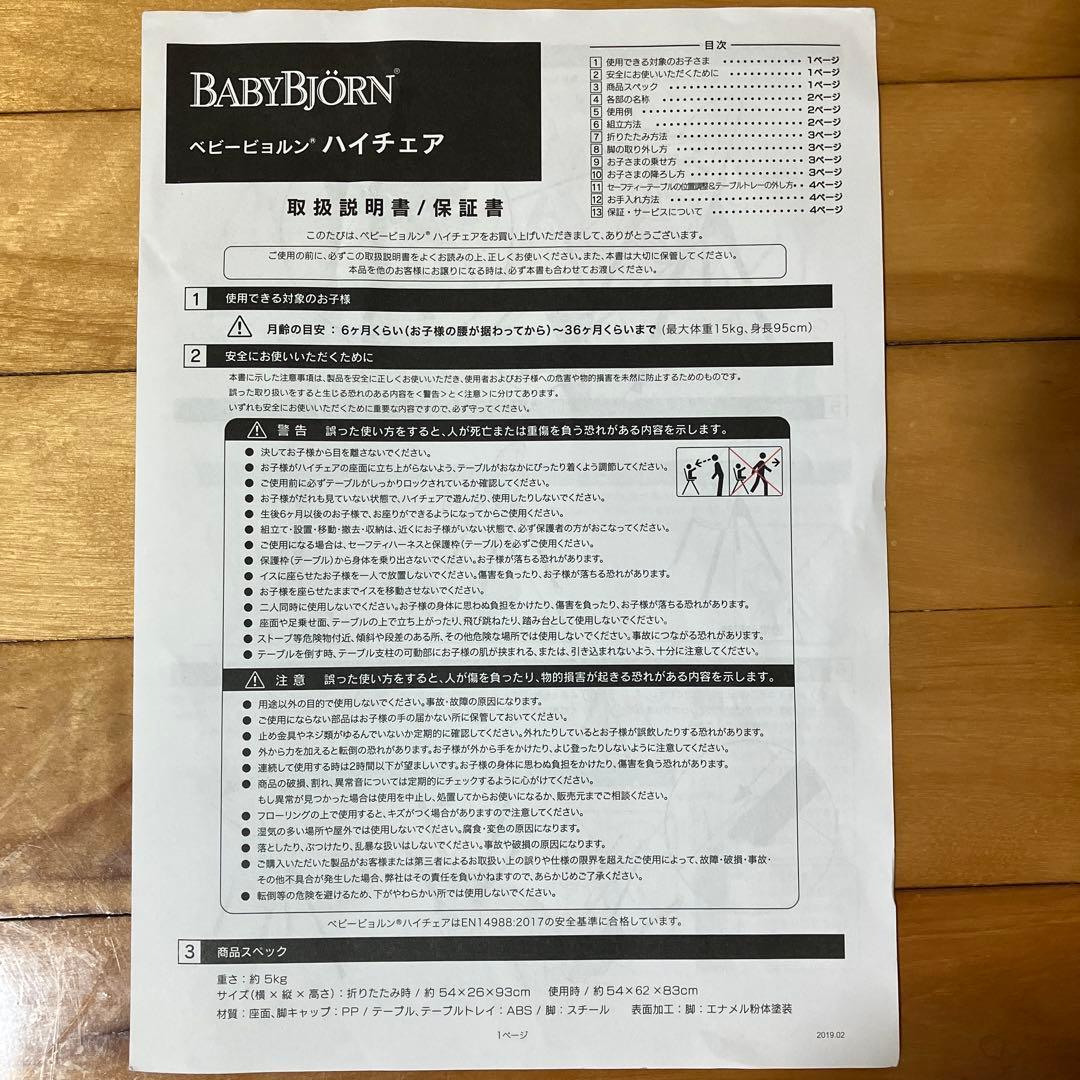 BABYBJÖRN®
ベビービョルン® ハイチェア
取扱説明書/保証書
目次
1 使用できる対象のお子さま ・・・・・・・・・・・・ 1ページ
2 安全にお使いいただくために ・・・・・・・・・・・ 1ページ
3 商品スペック ・・・・・・・・・・・・・・・・・・ 1ページ
4 各部の名称 ・・・・・・・・・・・・・・・・・・・ 2ページ
5 使用例 ・・・・・・・・・・・・・・・・・・・・・ 2ページ
6 組立方法 ・・・・・・・・・・・・・・・・・・・・ 2ページ
7 折りたたみ方法 ・・・・・・・・・・・・・・・・・ 3ページ
8 脚の取り外し方 ・・・・・・・・・・・・・・・・・ 3ページ
9 お子さまの乗せ方 ・・・・・・・・・・・・・・・・ 3ページ
10 お子さまの降ろし方 ・・・・・・・・・・・・・・・ 3ページ
11 セーフティーテーブルの位置調整&テーブルトレーの外し方・・ 4ページ
12 お手入れ方法 ・・・・・・・・・・・・・・・・・・ 4ページ
13 保証・サービスについて ・・・・・・・・・・・・・ 4ページ
このたびは、ベビービョルン® ハイチェアをお買い上げいただきまして、ありがとうございます。
ご使用の前に、必ずこの取扱説明書をよくお読みの上、正しくお使いください。また、本書は大切に保管してください。
本品を他のお客様にお譲りになる時は、必ず本書も合わせてお渡しください。
1 使用できる対象のお子様
月齢の目安 : 6ヶ月くらい(お子様の腰が据わってから)〜36ヶ月くらいまで (最大体重15kg、身長95cm)
2 安全にお使いいただくために
本書に示した注意事項は、製品を安全に正しくお使いいただき、使用者およびお子様への危害や物的損害を未然に防止するためのものです。
誤った取り扱いをすると生じる恐れのある内容を<警告>と<注意>に分けてあります。
いずれも安全にお使いいただくために重要な内容ですので、必ず守ってください。
警告 誤った使い方をすると、人が死亡または重傷を負う恐れがある内容を示します。
● 決してお子様から目を離さないでください。
● お子様がハイチェアの座面に立ち上がらないよう、テーブルがおなかにぴったり着くよう調節してください。
● ご使用前に必ずテーブルがしっかりロックされているか確認してください。
● お子様がだれも見ていない状態で、ハイチェアで遊んだり、使用したりしないでください。
● 生後6ヶ月以後のお子様で、お座りができるようになってからご使用ください。
● 組立て・設置・移動・撤去・収納は、近くにお子様がいない状態で、必ず保護者の方がおこなってください。
● ご使用になる場合は、セーフティハーネスと保護枠(テーブル)を必ずご使用ください。
● 保護枠(テーブル)から身体を乗り出さないでください。お子様が落ちる恐れがあります。
● イスに座らせたお子様を一人で放置しないでください。傷害を負ったり、お子様が落ちる恐れがあります。
● お子様を座らせたままでイスを移動させないでください。
● 二人同時に使用しないでください。お子様の身体に思わぬ負担をかけたり、傷害を負ったり、お子様が落ちる恐れがあります。
● 座面や足乗せ面、テーブルの上で立ち上がったり、飛び跳ねたり、踏み台として使用しないでください。
● ストーブ等危険物付近、傾斜や段差のある所、その他危険な場所では使用しないでください。事故につながる恐れがあります。
● テーブルを倒す時、テーブル支柱の可動部にお子様の肌が挟まれる、または、引き込まれないよう、十分に注意してください。
注意 誤った使い方をすると、人が傷を負ったり、物的損害が起きる恐れがある内容を示します。
● 用途以外の目的で使用しないでください。事故・故障の原因になります。
● ご使用にならない部品はお子様の手の届かない所に保管しておいてください。
● 止め金具やネジ類がゆるんでいないか定期的に確認してください。外れたりしているとお子様が誤飲したりする恐れがあります。
● 外から力を加えると転倒の恐れがあります。お子様が外から手をかけたり、よじ登ったりしないように注意してください。
● 連続して使用する時は2時間以下が望ましいです。お子様の身体に思わぬ負担をかけたり、傷害を負う恐れがあります。
● 商品の破損、割れ、異常音については定期的にチェックするように心がけてください。
もし異常が見つかった場合は使用を中止し、処置してからお使いになるか、販売元までご相談ください。
● フローリングの上で使用すると、キズがつく場合がありますので注意してください。
● 湿気の多い場所や屋外では使用しないでください。腐食・変色の原因になります。
● 落としたり、ぶつけたり、乱暴な扱いはしないでください。事故や破損の原因になります。
● ご購入いただいた製品がお客様または第三者によるお取扱い上の誤りや仕様の限界を超えたご使用によって、故障・破損・事故・
その他不具合が発生した場合、弊社はその責任を負いかねますので、あらかじめご了承ください。
● 転倒等の危険を避けるため、下がやわらかい所では使用しないでください。
ベビービョルン®ハイチェアはEN14988:2017の安全基準に合格しています。
3 商品スペック
重さ : 約 5kg
サイズ(横 × 縦 × 高さ) : 折りたたみ時 / 約 54×26×93cm 使用時 / 約 54×62 ×83cm
材質 : 座面、脚キャップ : PP / テーブル、テーブルトレイ : ABS / 脚 : スチール 表面加工 : 脚 : エナメル粉体塗装
1ページ
2019.02